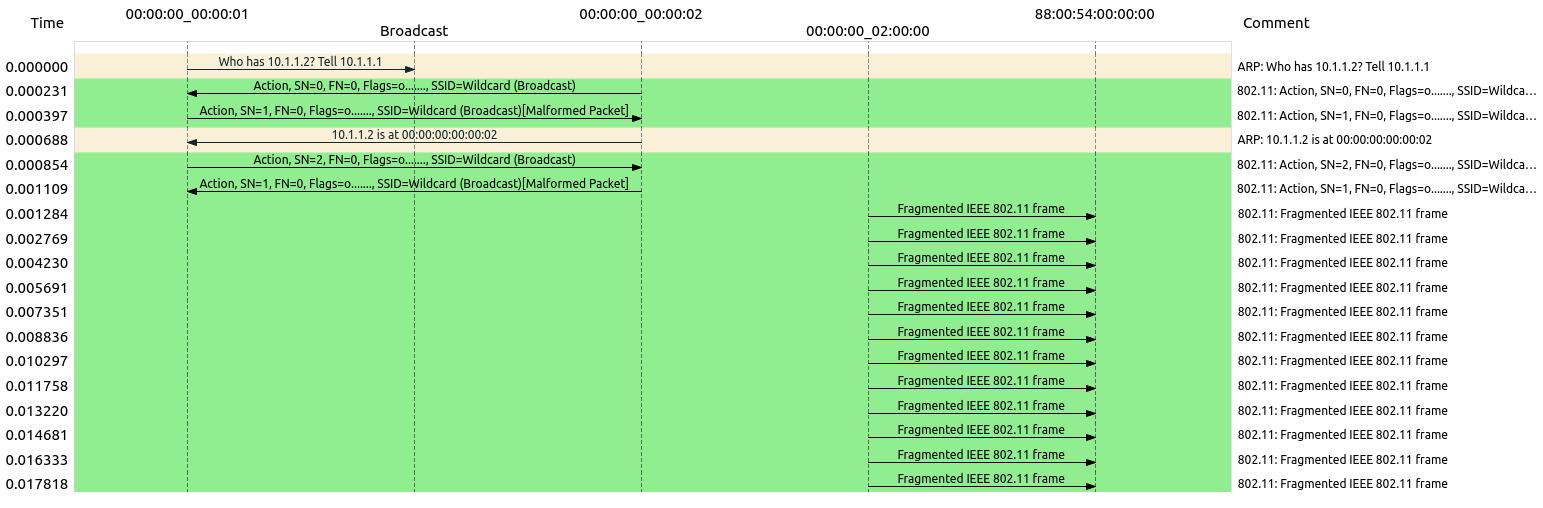 Time 00:00:00_00:00:01 00:00:00_00:00:02 88:00:54:00:00:00 Comment
Broadcast 00:00:00_02:00:00
0.000000 Who has 10.1.1.2? Tell 10.1.1.1 ARP: Who has 10.1.1.2? Tell 10.1.1.1
0.000231 Action, SN=0, FN=0, Flags=o......., SSID=Wildcard (Broadcast) 802.11: Action, SN=0, FN=0, Flags=o......., SSID=Wildca...
0.000397 Action, SN=1, FN=0, Flags=o......., SSID=Wildcard (Broadcast)[Malformed Packet] 802.11: Action, SN=1, FN=0, Flags=o......., SSID=Wildca...
0.000688 10.1.1.2 is at 00:00:00:00:00:02 ARP: 10.1.1.2 is at 00:00:00:00:00:02
0.000854 Action, SN=2, FN=0, Flags=o......., SSID=Wildcard (Broadcast) 802.11: Action, SN=2, FN=0, Flags=o......., SSID=Wildca...
0.001109 Action, SN=1, FN=0, Flags=o......., SSID=Wildcard (Broadcast)[Malformed Packet] 802.11: Action, SN=1, FN=0, Flags=o......., SSID=Wildca...
0.001284 Fragmented IEEE 802.11 frame 802.11: Fragmented IEEE 802.11 frame
0.002769 Fragmented IEEE 802.11 frame 802.11: Fragmented IEEE 802.11 frame
0.004230 Fragmented IEEE 802.11 frame 802.11: Fragmented IEEE 802.11 frame
0.005691 Fragmented IEEE 802.11 frame 802.11: Fragmented IEEE 802.11 frame
0.007351 Fragmented IEEE 802.11 frame 802.11: Fragmented IEEE 802.11 frame
0.008836 Fragmented IEEE 802.11 frame 802.11: Fragmented IEEE 802.11 frame
0.010297 Fragmented IEEE 802.11 frame 802.11: Fragmented IEEE 802.11 frame
0.011758 Fragmented IEEE 802.11 frame 802.11: Fragmented IEEE 802.11 frame
0.013220 Fragmented IEEE 802.11 frame 802.11: Fragmented IEEE 802.11 frame
0.014681 Fragmented IEEE 802.11 frame 802.11: Fragmented IEEE 802.11 frame
0.016333 Fragmented IEEE 802.11 frame 802.11: Fragmented IEEE 802.11 frame
0.017818 Fragmented IEEE 802.11 frame 802.11: Fragmented IEEE 802.11 frame